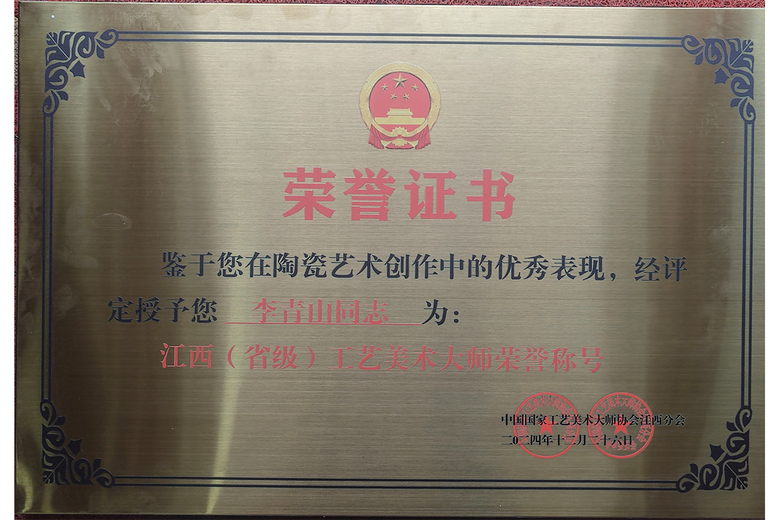 荣誉证书
鉴于您在陶瓷艺术创作中的优秀表现，经评
定授予您 李青山同志 为：
江西（省级）工艺美术大师荣誉称号
中国国家工艺美术大师协会江西分会
二〇二四年十二月二十六日